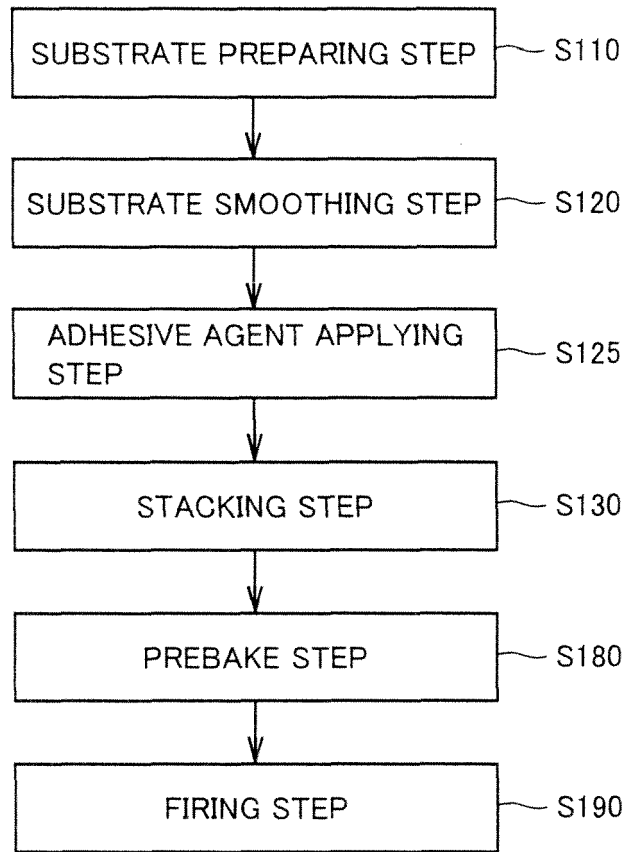 SUBSTRATE PREPARING STEP S110
SUBSTRATE SMOOTHING STEP S120
ADHESIVE AGENT APPLYING
STEP S125
STACKING STEP S130
PREBAKE STEP S180
FIRING STEP S190